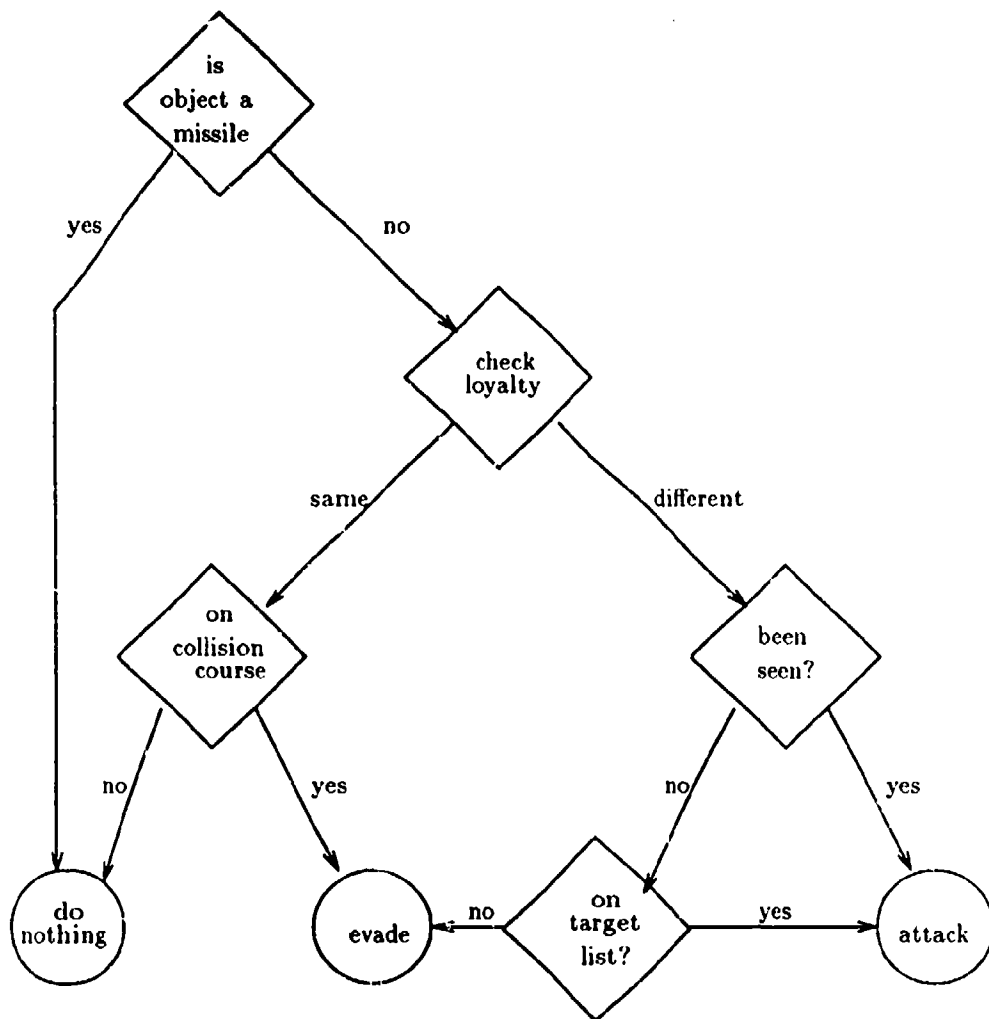 is
object a
missile
yes
no
check
loyalty
same
different
on
collision
course
been
seen?
no
yes
no
yes
do
nothing
evade
no
on
target
list?
yes
attack